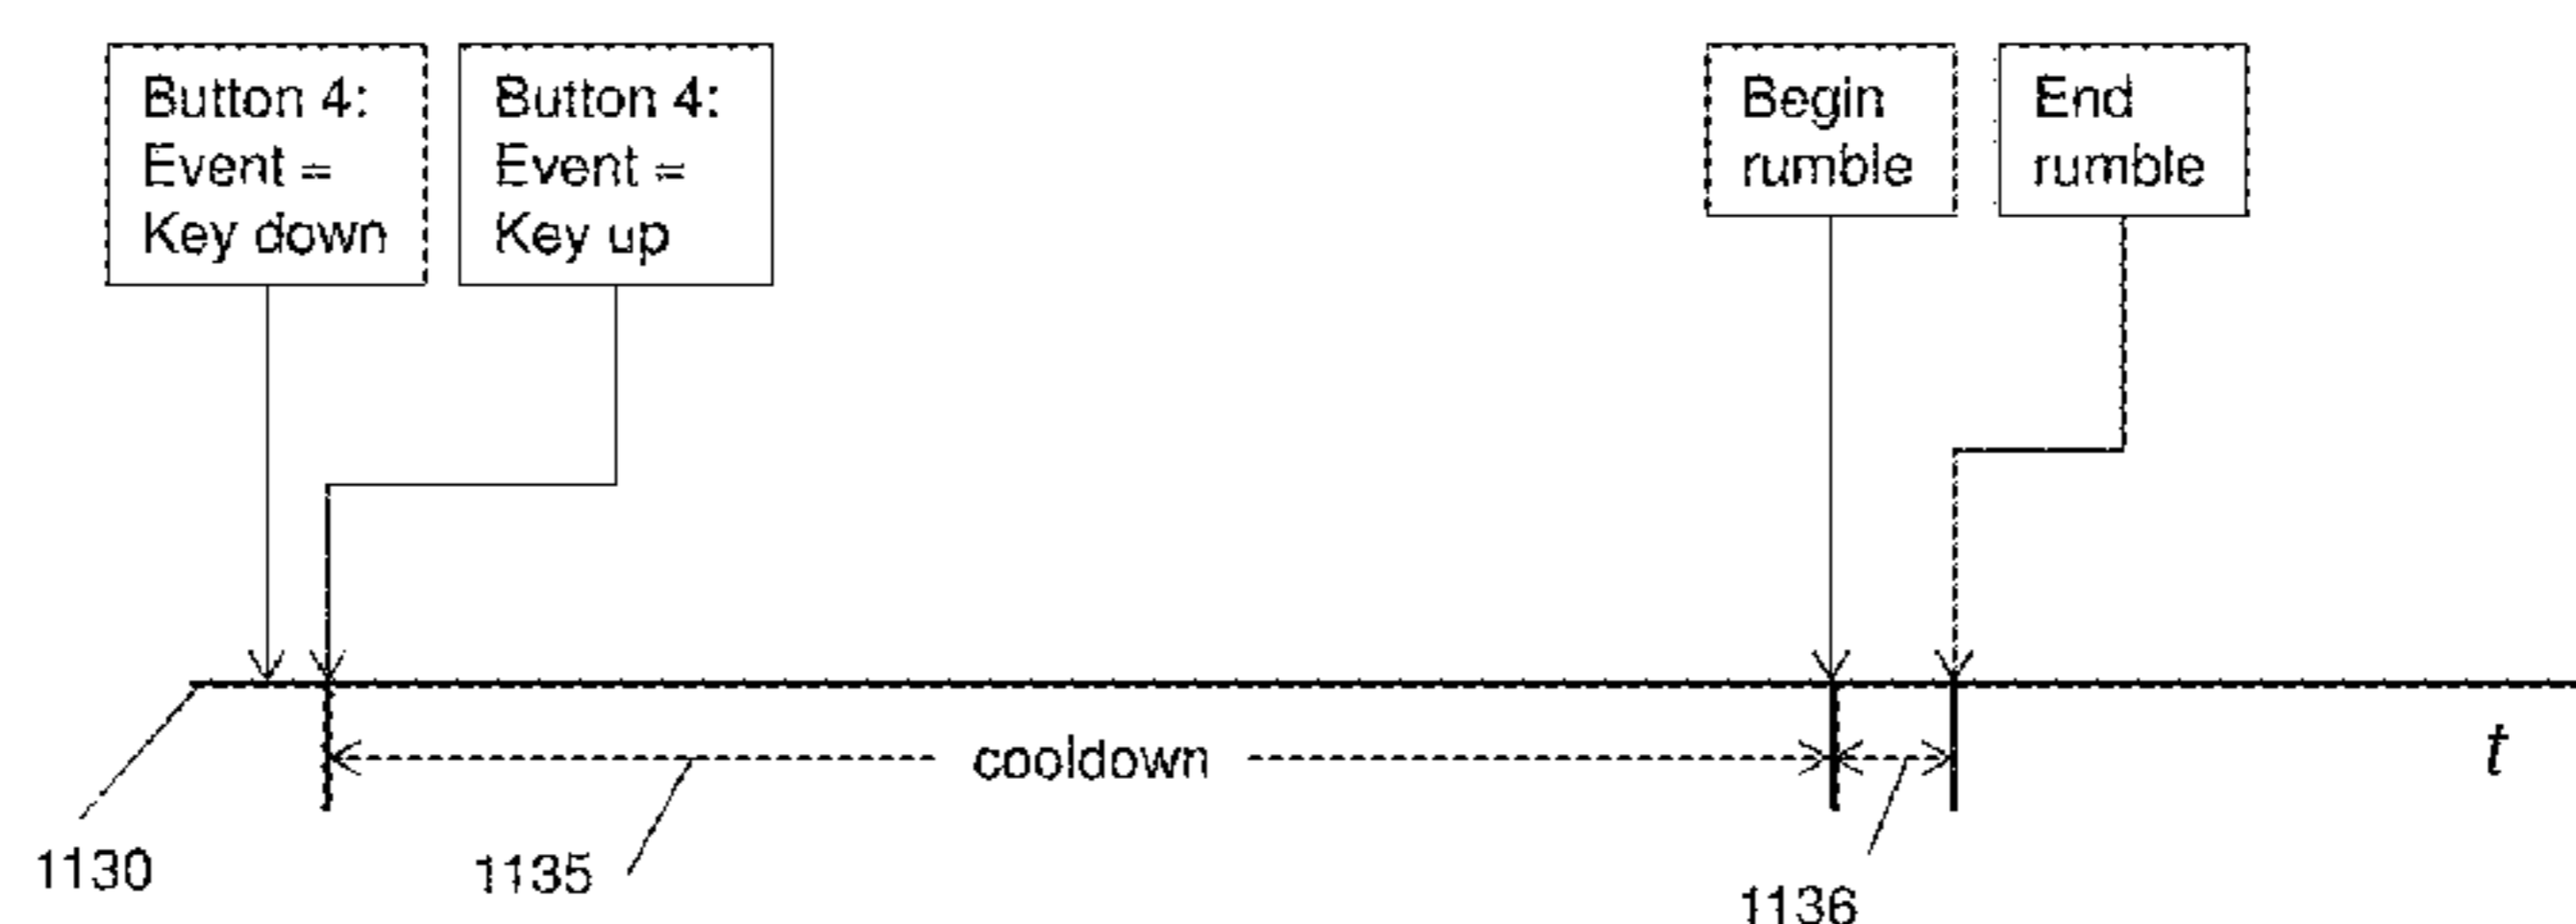 Button 4:
Event =
Key down
Button 4:
Event =
Key up
Begin
rumble
End
rumble
cooldown
t
1130
1135
1136